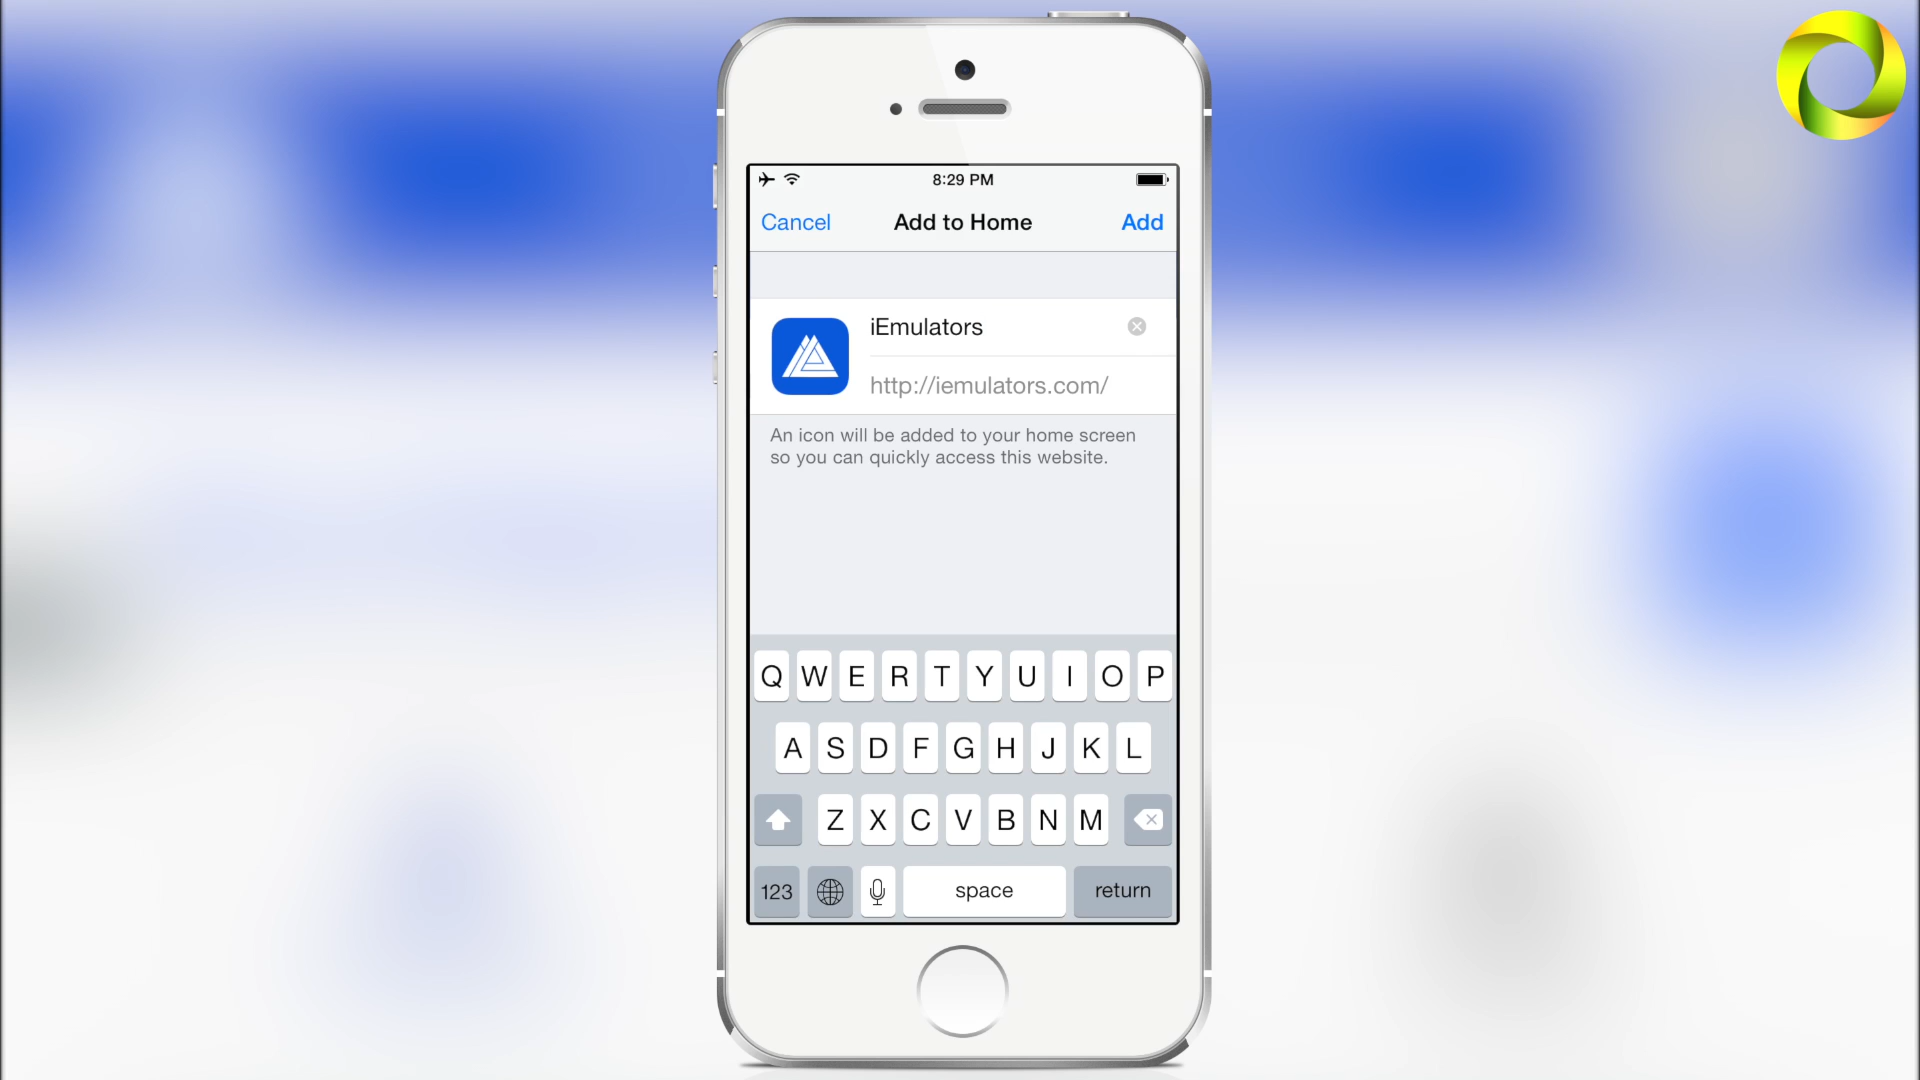 8:29 PM
Cancel Add to Home Add
iEmulators
http://iemulators.com/
An icon will be added to your home screen
so you can quickly access this website.
Q W E R T Y U I O P
A S D F G H J K L
Z X C V B N M
123 space return